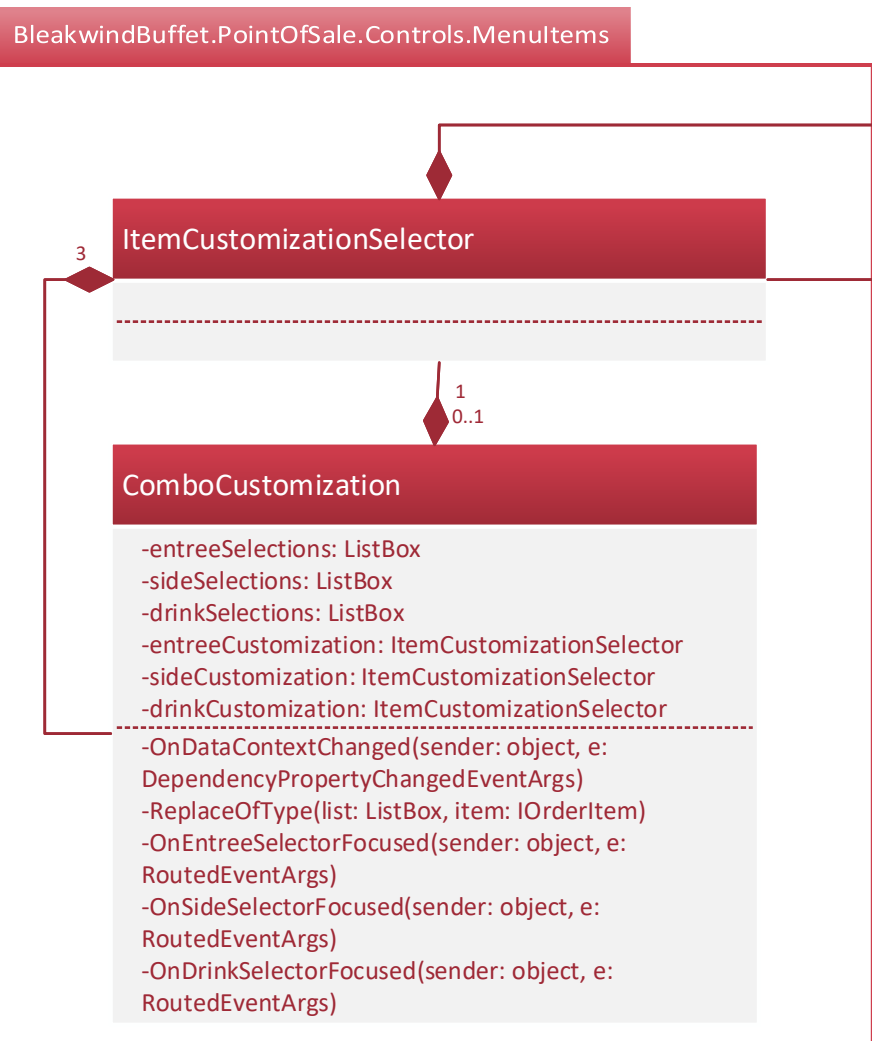 BleakwindBuffet.PointOfSale.Controls.MenuItems
ItemCustomizationSelector
3
1
0..1
ComboCustomization
-entreeSelections: ListBox
-sideSelections: ListBox
-drinkSelections: ListBox
-entreeCustomization: ItemCustomizationSelector
-sideCustomization: ItemCustomizationSelector
-drinkCustomization: ItemCustomizationSelector
-OnDataContextChanged(sender: object, e:
DependencyPropertyChangedEventArgs)
-ReplaceOfType(list: ListBox, item: IOrderItem)
-OnEntreeSelectorFocused(sender: object, e:
RoutedEventArgs)
-OnSideSelectorFocused(sender: object, e:
RoutedEventArgs)
-OnDrinkSelectorFocused(sender: object, e:
RoutedEventArgs)